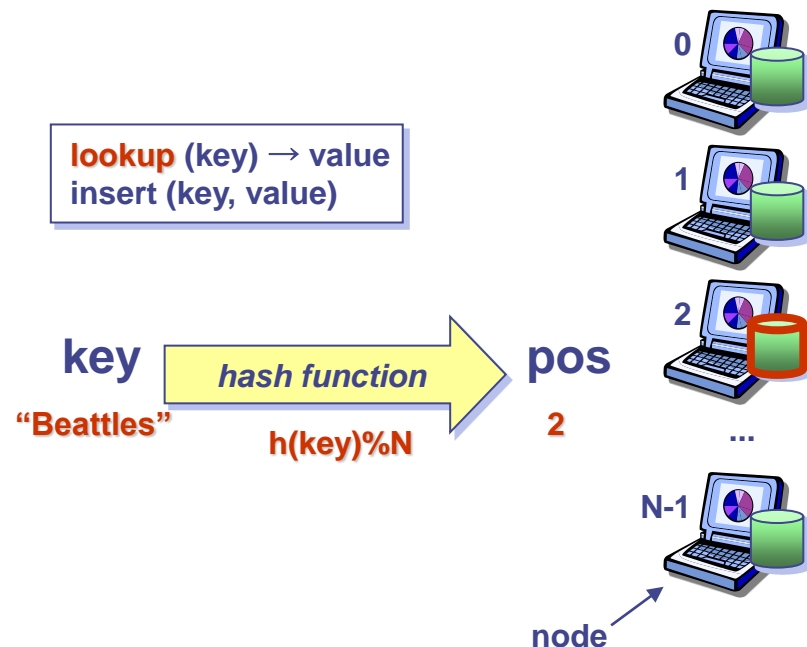 0
lookup (key) → value
insert (key, value)
1
2
key
hash function
pos
“Beattles”
h(key)%N
2
...
N-1
node